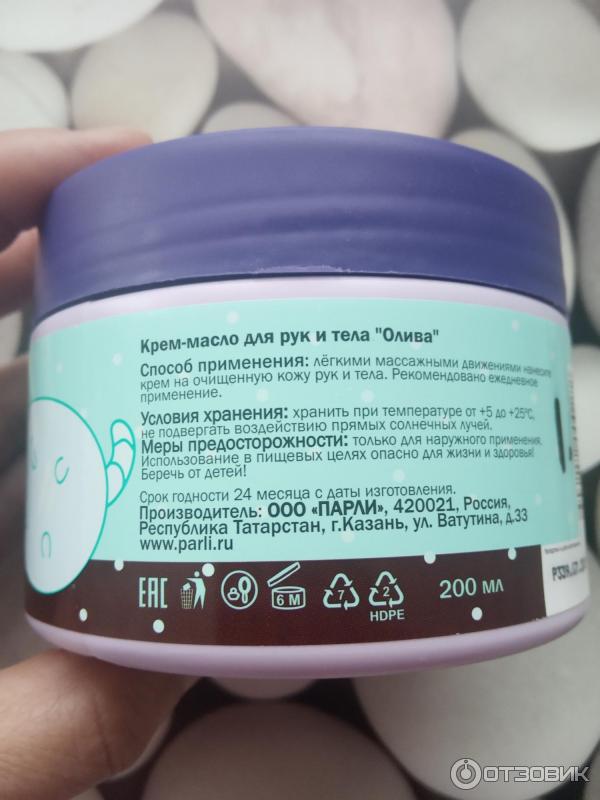 Крем-масло для рук и тела "Олива"
Способ применения: лёгкими массажными движениями нанесите
крем на очищенную кожу рук и тела. Рекомендовано ежедневное
применение.
Условия хранения: хранить при температуре от +5 до +25°С,
не подвергать воздействию прямых солнечных лучей.
Меры предосторожности: только для наружного применения.
Использование в пищевых целях опасно для жизни и здоровья!
Беречь от детей!
Срок годности 24 месяца с даты изготовления.
Производитель: ООО «ПАРЛИ», 420021, Россия,
Республика Татарстан, г.Казань, ул. Ватутина, д.33
www.parli.ru
EAC 6 М 7 2 200 мл
HDPE
ОТЗОВИК